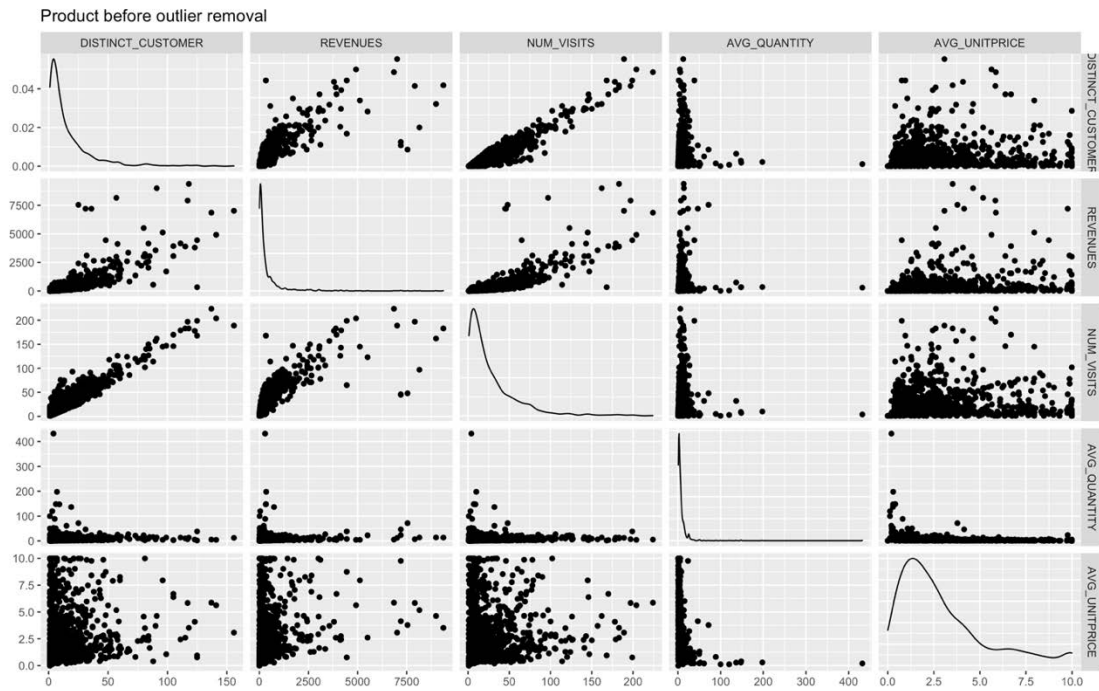 Product before outlier removal
DISTINCT_CUSTOMER REVENUES NUM_VISITS AVG_QUANTITY AVG_UNITPRICE
0.04
0.02
0.00
DISTINCT_CUSTOMER
7500
5000
2500
0
REVENUES
200
150
100
50
0
NUM_VISITS
400
300
200
100
0
AVG_QUANTITY
10.0
7.5
5.0
2.5
0.0
AVG_UNITPRICE
0 50 100 150 0 2500 5000 7500 0 50 100 150 200 0 100 200 300 400 0.0 2.5 5.0 7.5 10.0